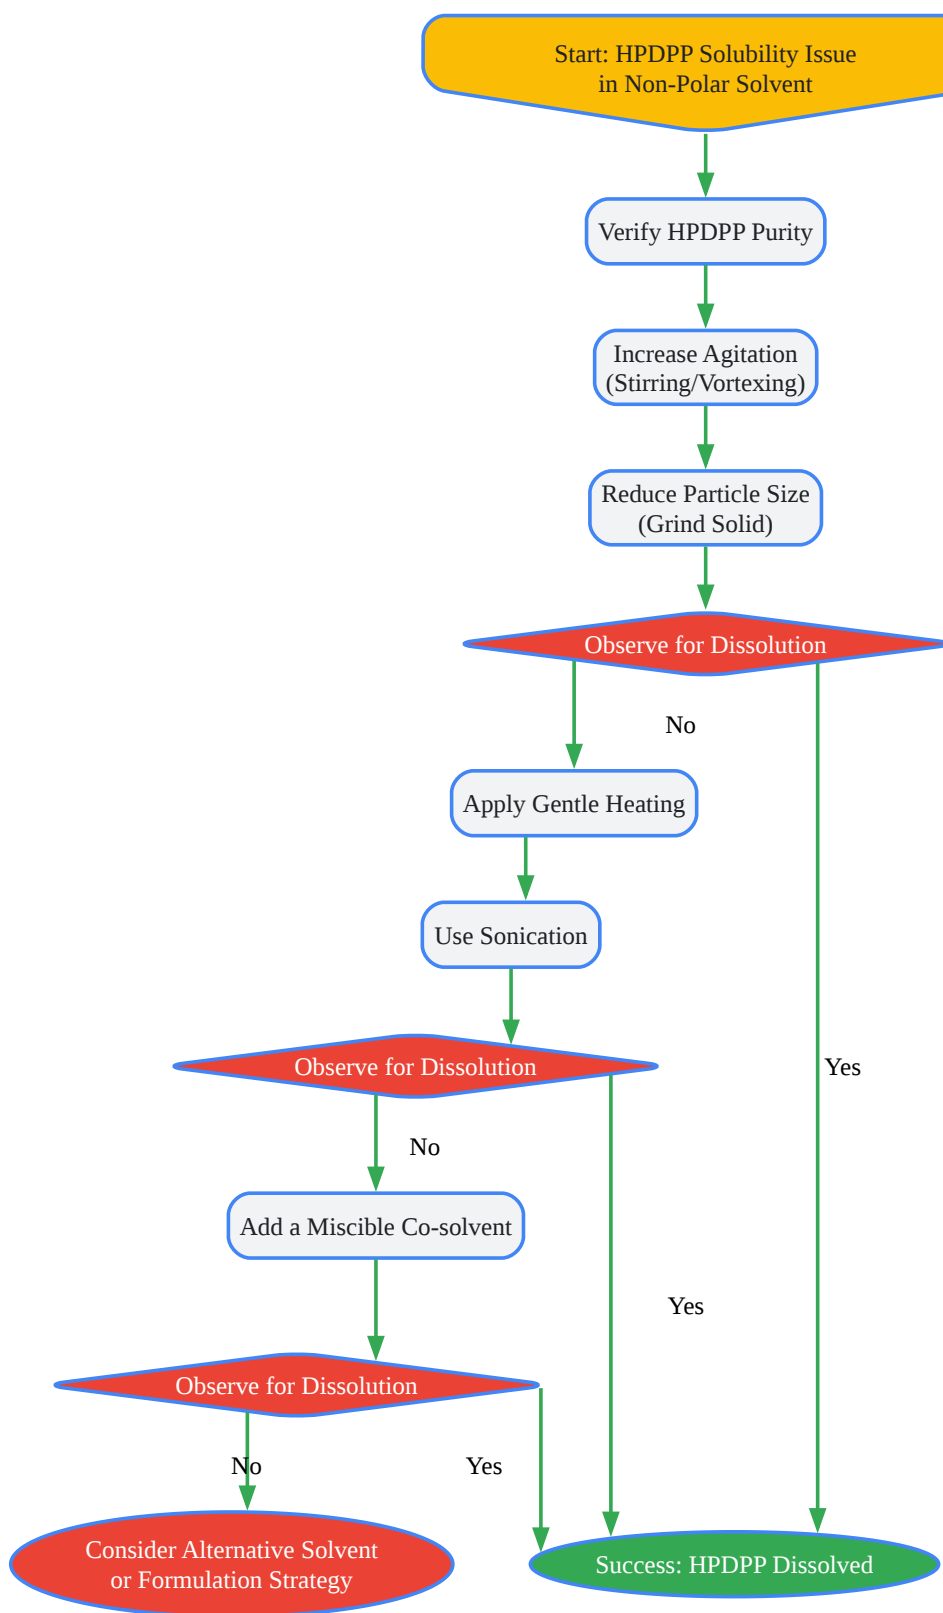 Start: HPDPP Solubility Issue
in Non-Polar Solvent
Verify HPDPP Purity
Increase Agitation
(Stirring/Vortexing)
Reduce Particle Size
(Grind Solid)
Observe for Dissolution
No
Apply Gentle Heating
Use Sonication
Observe for Dissolution
Yes
No
Add a Miscible Co-solvent
Yes
Observe for Dissolution
No
Yes
Consider Alternative Solvent
or Formulation Strategy
Success: HPDPP Dissolved